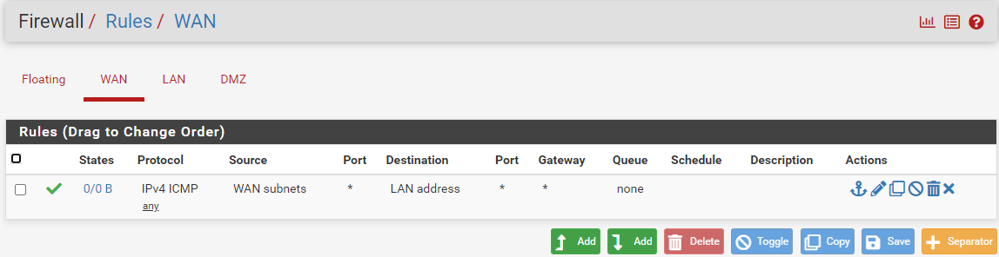 Firewall / Rules / WAN
Floating WAN LAN DMZ
Rules (Drag to Change Order)
States Protocol Source Port Destination Port Gateway Queue Schedule Description Actions
0/0 B IPv4 ICMP WAN subnets * LAN address * * none
any
Add Add Delete Toggle Copy Save Separator